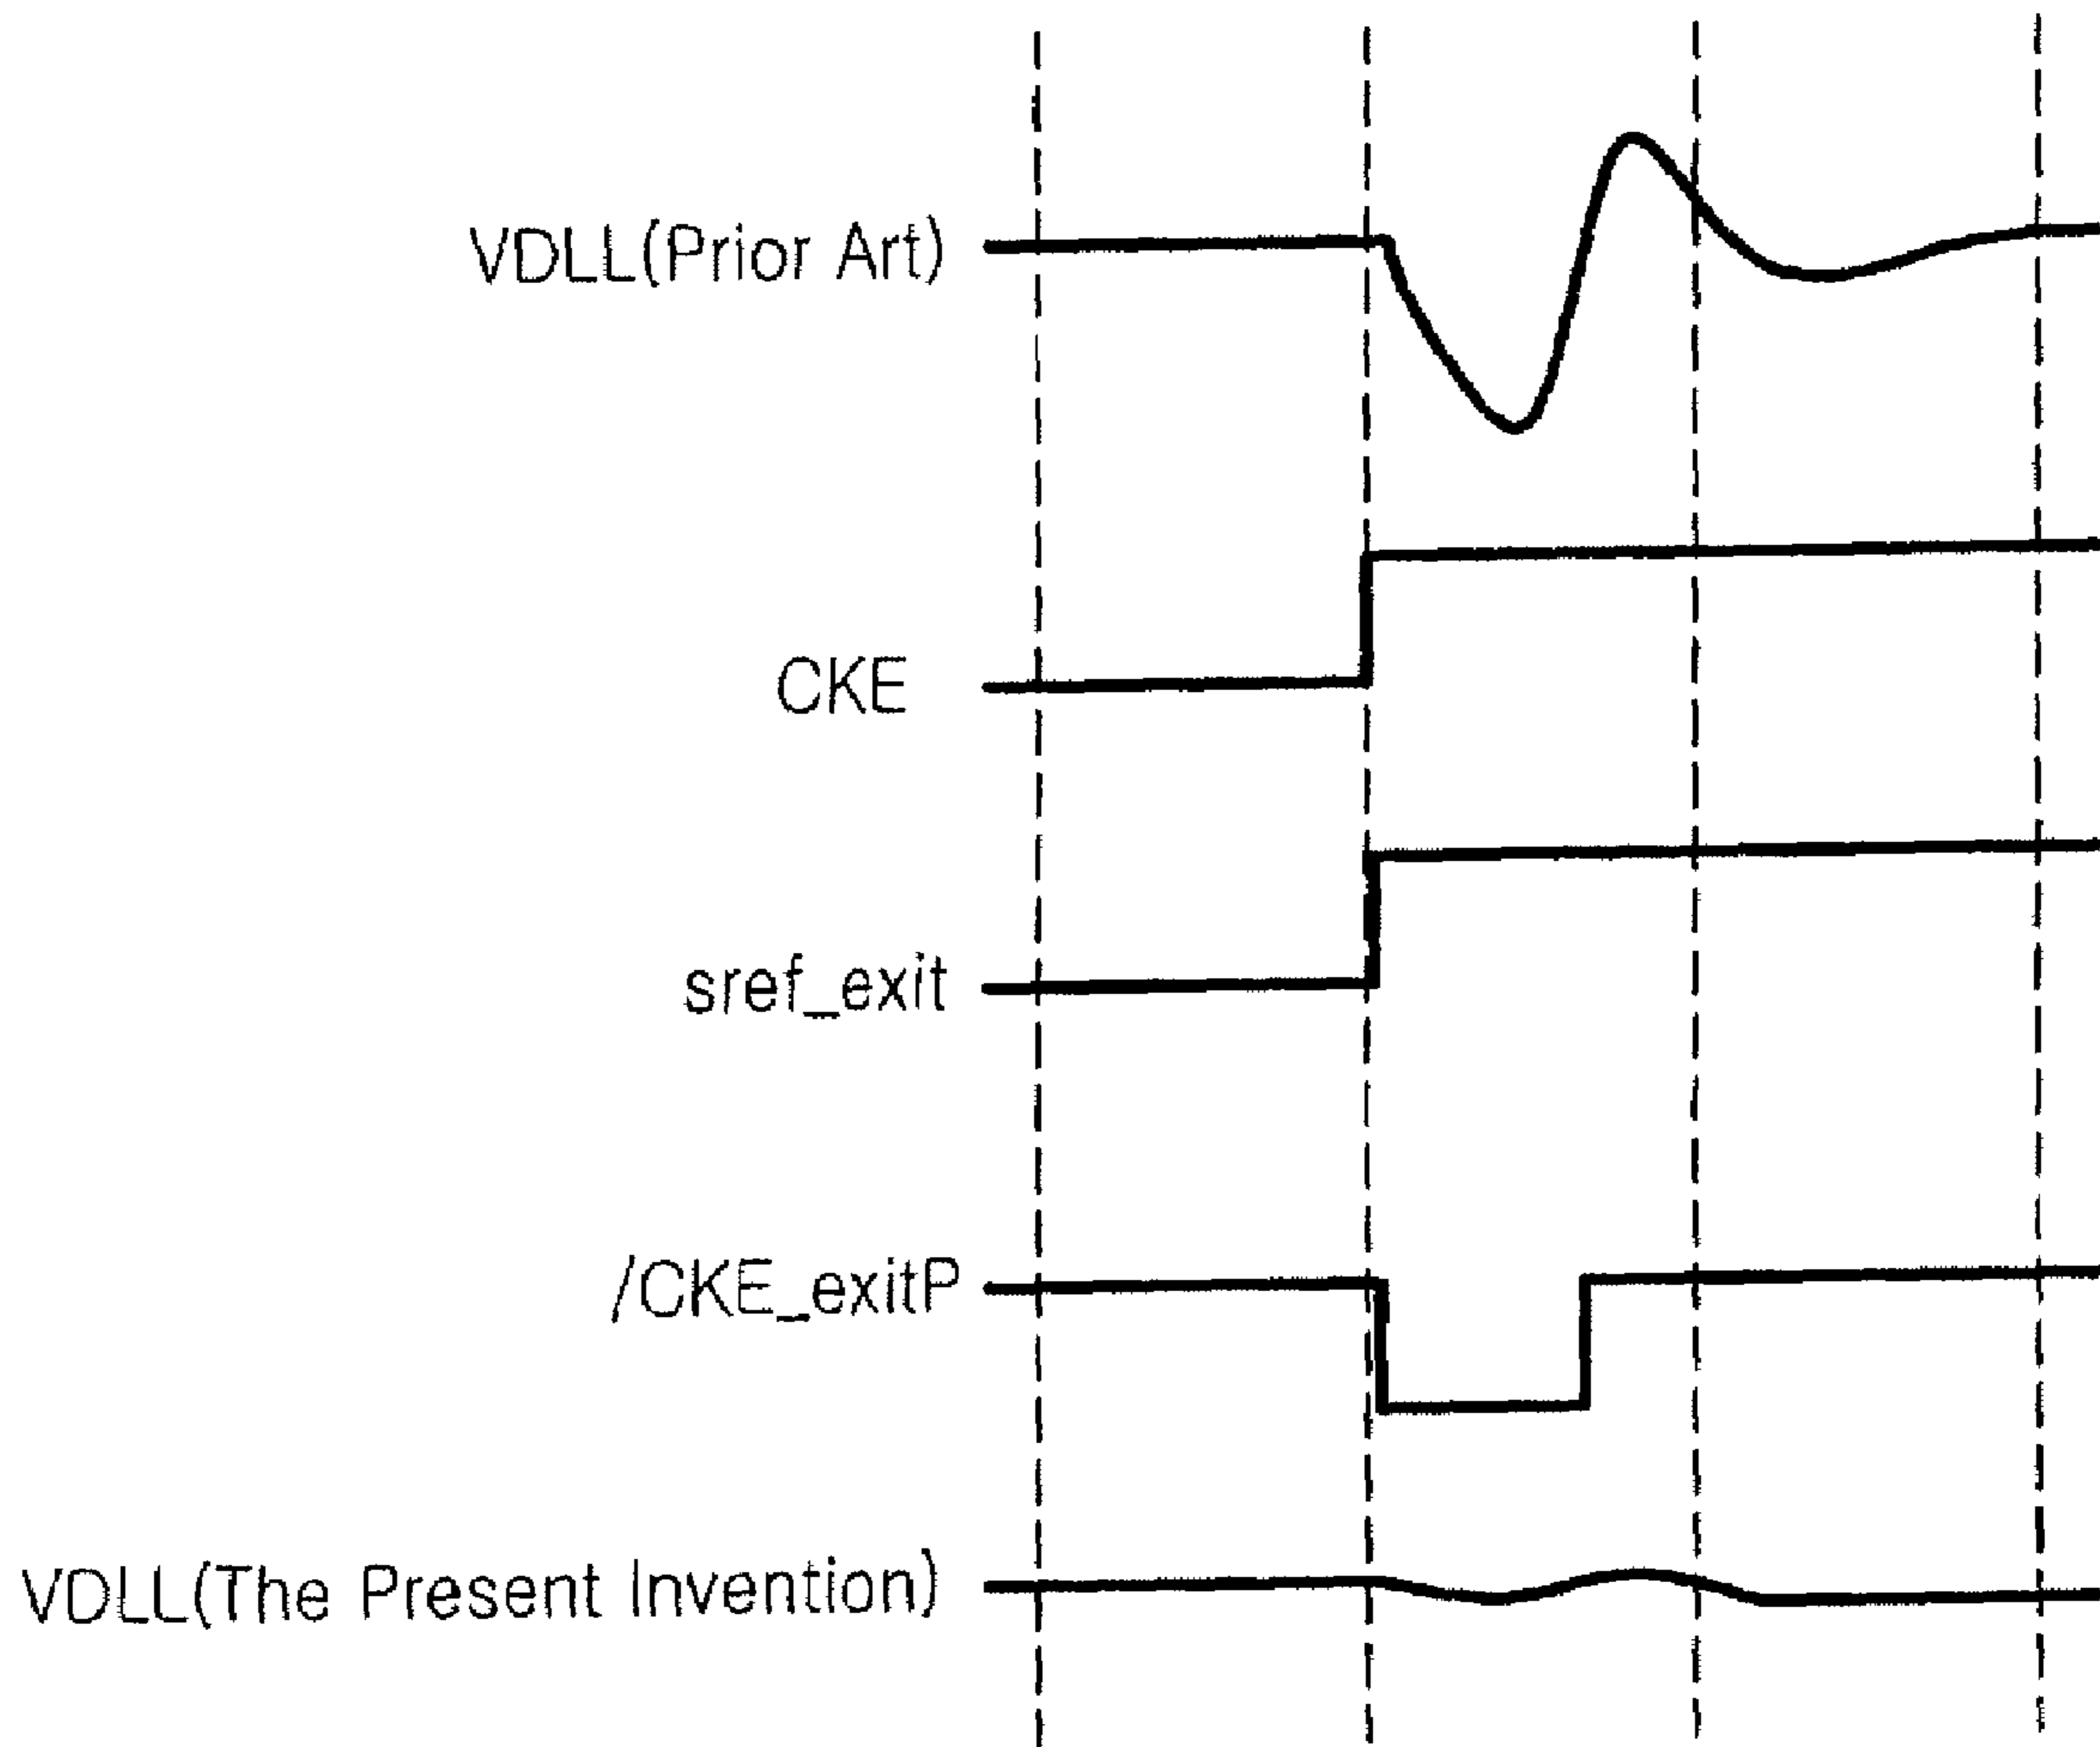 VDLL(Prior Art)
CKE
sref_exit
/CKE_exitP
VDLL(The Present Invention)